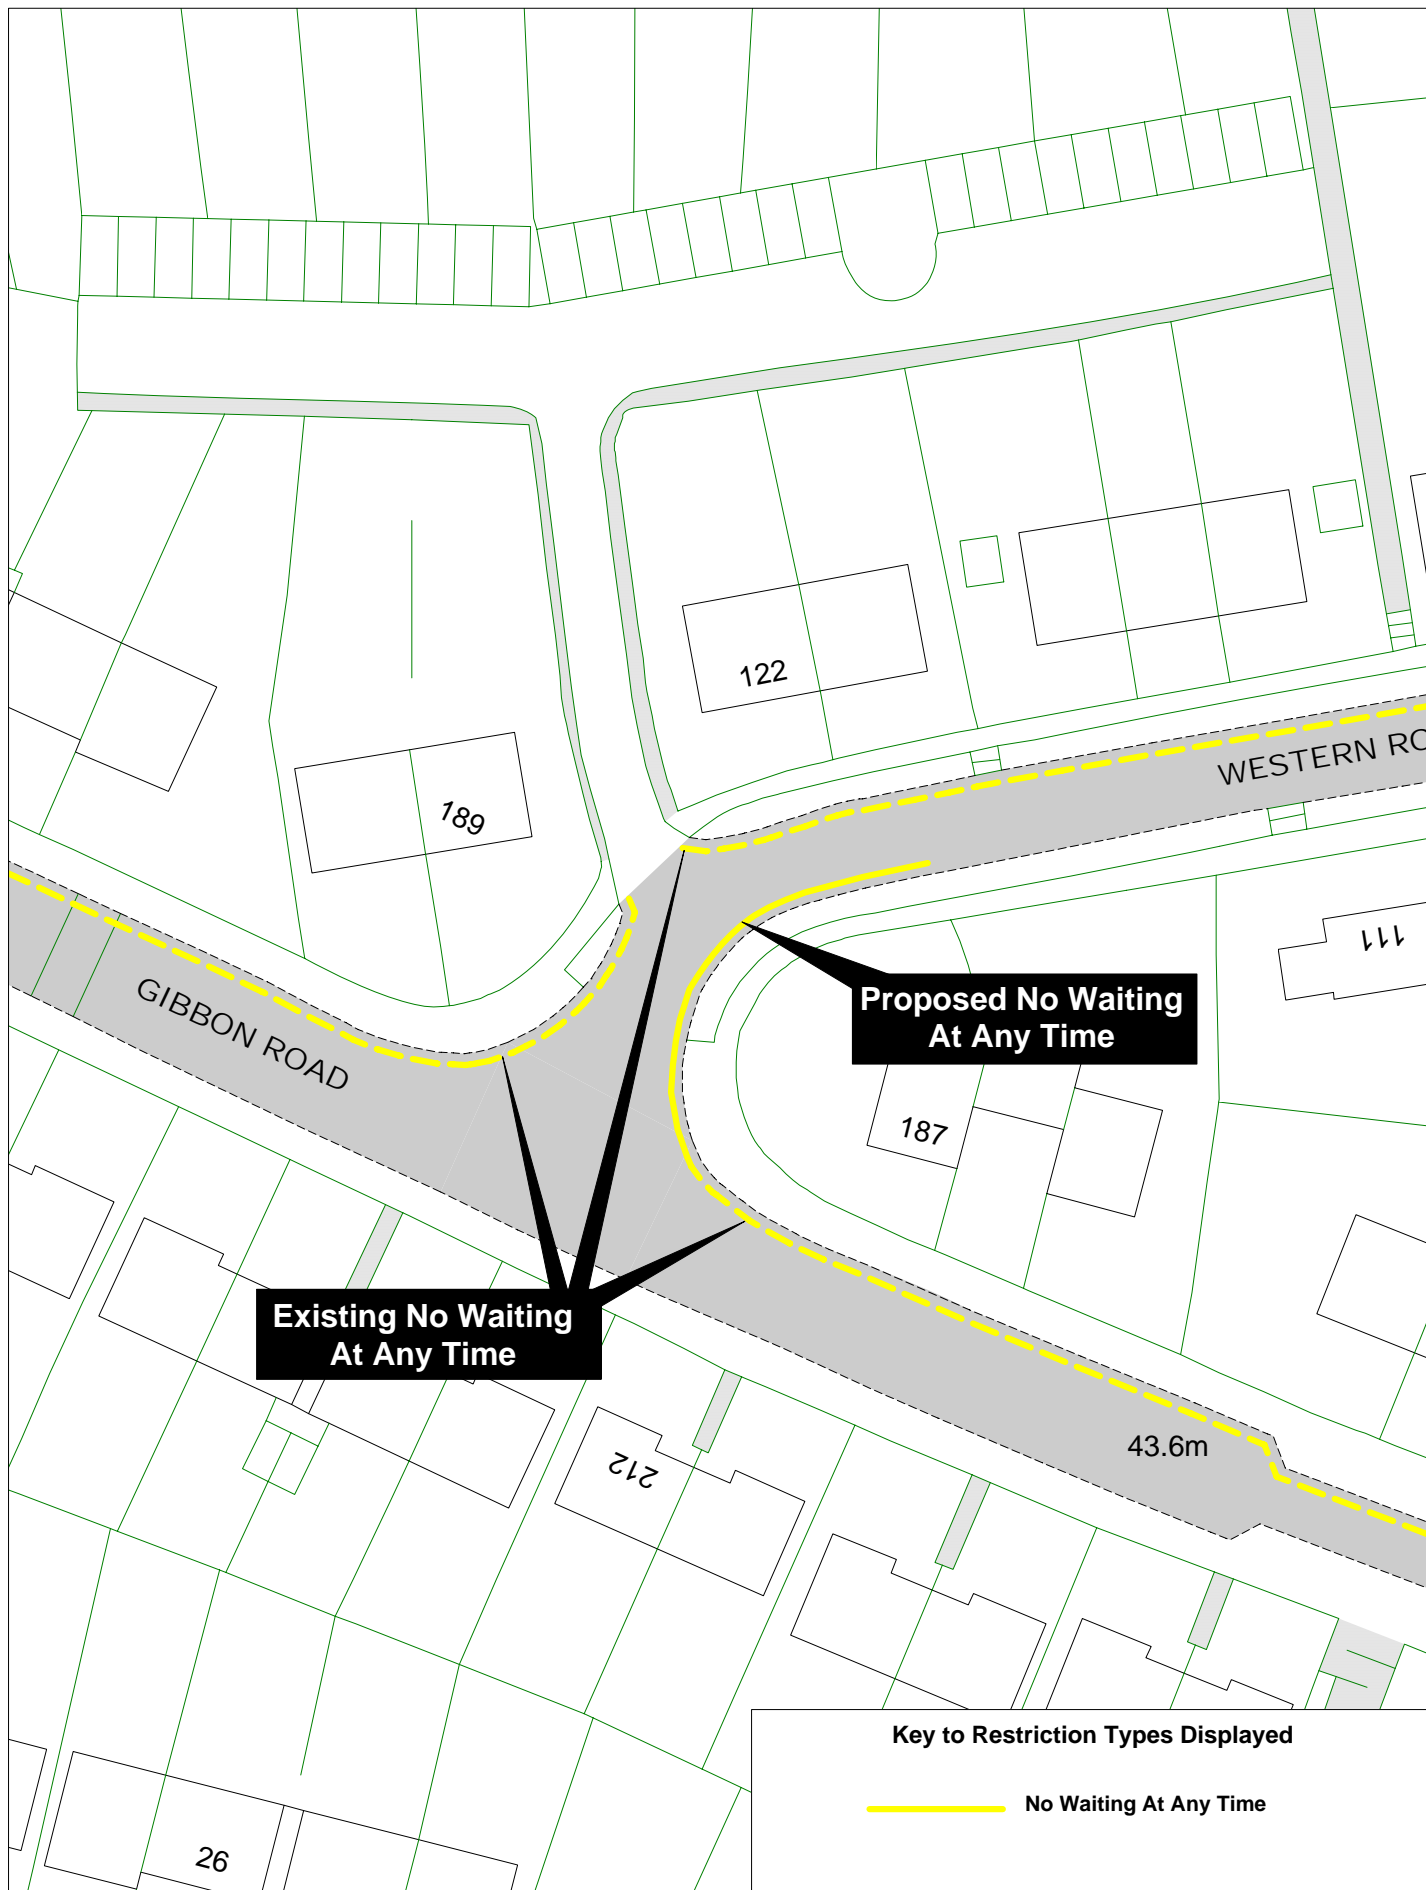 122
WESTERN RO
189
111
GIBBON ROAD
Proposed No Waiting
At Any Time
187
Existing No Waiting
At Any Time
43.6m
212
Key to Restriction Types Displayed
No Waiting At Any Time
26